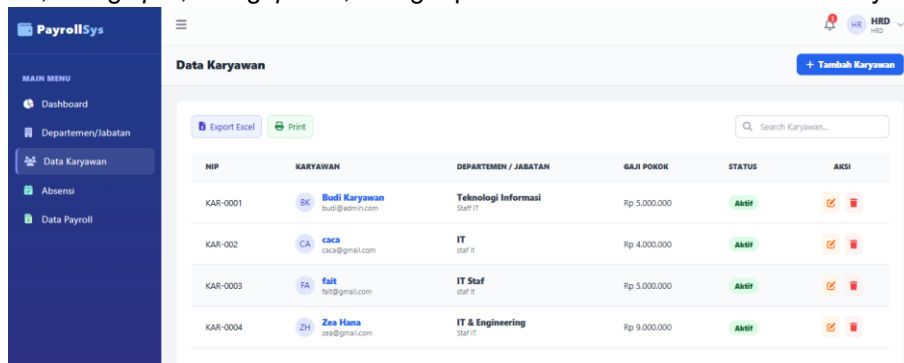 PayrollSys
HR HRD
HRD
Data Karyawan
+ Tambah Karyawan
MAIN MENU
Dashboard
Departemen/Jabatan
Data Karyawan
Absensi
Data Payroll
Export Excel Print
Search Karyawan...
NIP KARYAWAN DEPARTEMEN / JABATAN GAJI POKOK STATUS AKSI
KAR-0001 BK Budi Karyawan Teknologi Informasi Rp 5.000.000 Aktif
budi@admin.com Staff IT
KAR-002 CA caca IT Rp 4.000.000 Aktif
caca@gmail.com staf it
KAR-0003 FA fait IT Staf Rp 5.000.000 Aktif
fait@gmail.com staf it
KAR-0004 ZH Zea Hana IT & Engineering Rp 9.000.000 Aktif
zea@gmail.com Staf IT